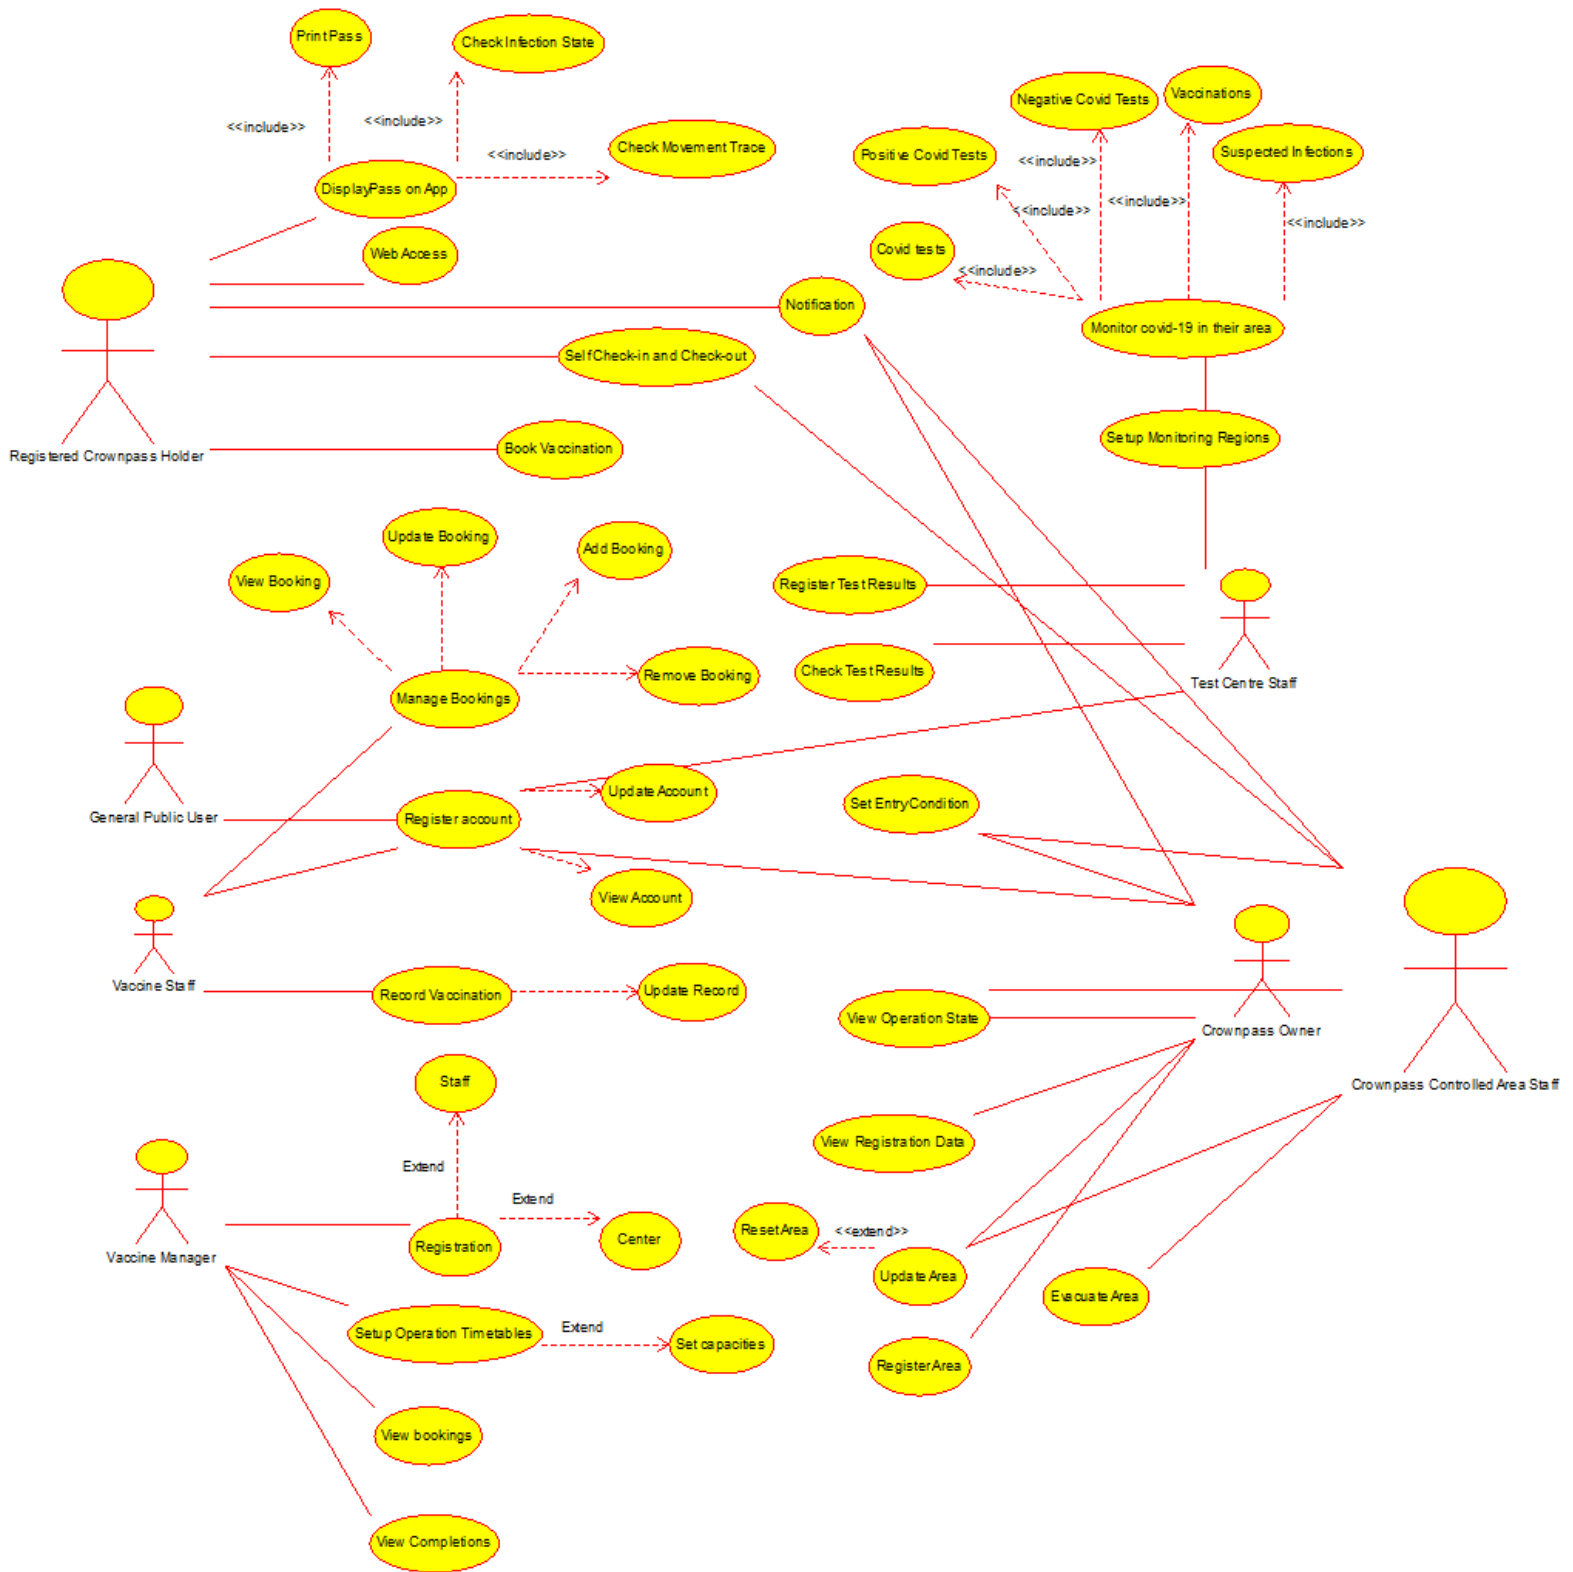 Print Pass
Check Infection State
<<include>>
<<include>>
<<include>>
Check Movement Trace
DisplayPass on App
Web Access
Negative Covid Tests
Vaccinations
Positive Covid Tests
<<include>>
Suspected Infections
<<include>>
<<include>>
<<include>>
Covid tests
<<include>>
Notification
Monitor covid-19 in their area
Self Check-in and Check-out
Setup Monitoring Regions
Registered Crownpass Holder
Book Vaccination
Update Booking
Add Booking
View Booking
Register Test Results
Check Test Results
Remove Booking
Test Centre Staff
Manage Bookings
Update Account
Set EntryCondition
General Public User
Register account
View Account
Vaccine Staff
Record Vaccination
Update Record
View Operation State
Crownpass Owner
Crownpass Controlled Area Staff
Staff
View Registration Data
Extend
Extend
Vaccine Manager
Registration
Center
Reset Area
<<extend>>
Update Area
Evacuate Area
Setup Operation Timetables
Extend
Set capacities
Register Area
View bookings
View Completions